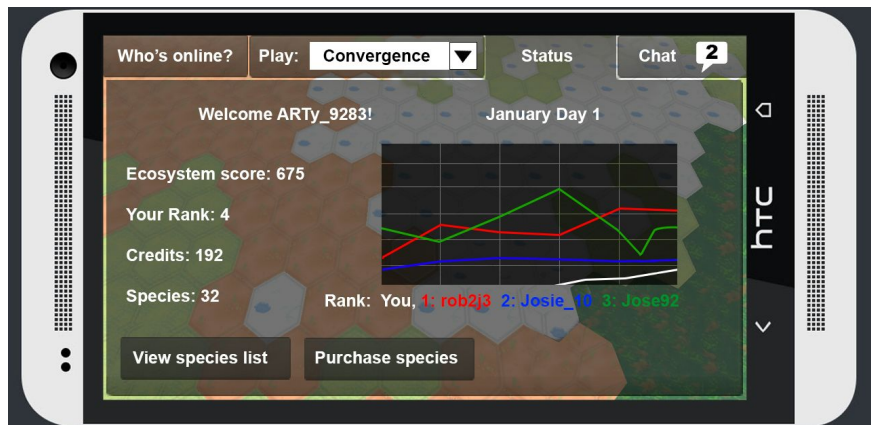 Who's online?
Play:
Convergence
Status
Chat
2
Welcome ARTy_9283!
January Day 1
Ecosystem score: 675
Your Rank: 4
Credits: 192
Species: 32
Rank: You, 1: rob2j3 2: Josie_10 3: Jose92
View species list
Purchase species
hTC